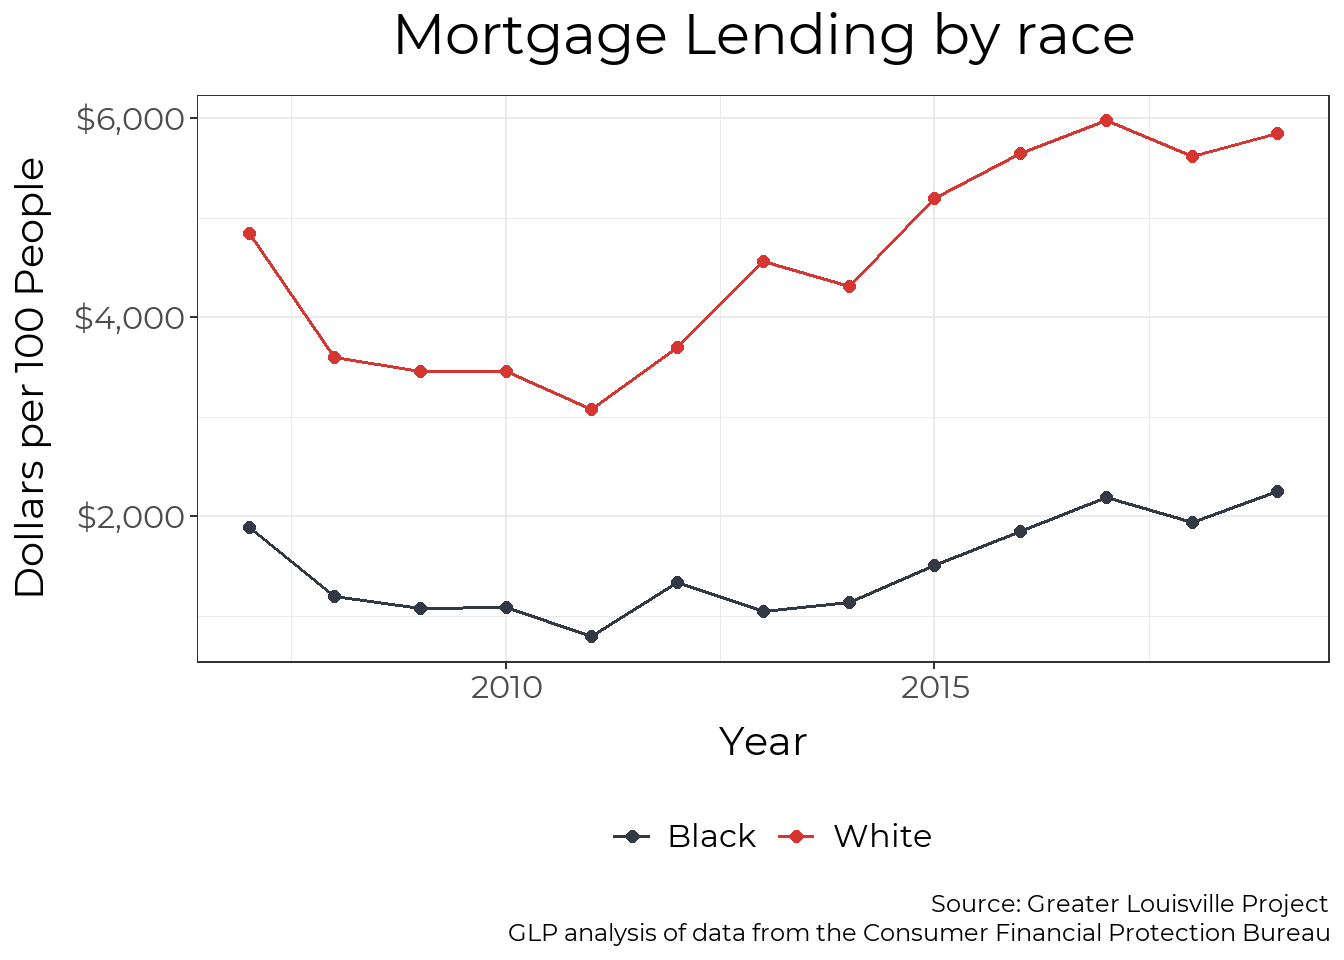 Mortgage Lending by race
$6,000
$4,000
$2,000
Dollars per 100 People
2010
2015
Year
Black
White
Source: Greater Louisville Project
GLP analysis of data from the Consumer Financial Protection Bureau